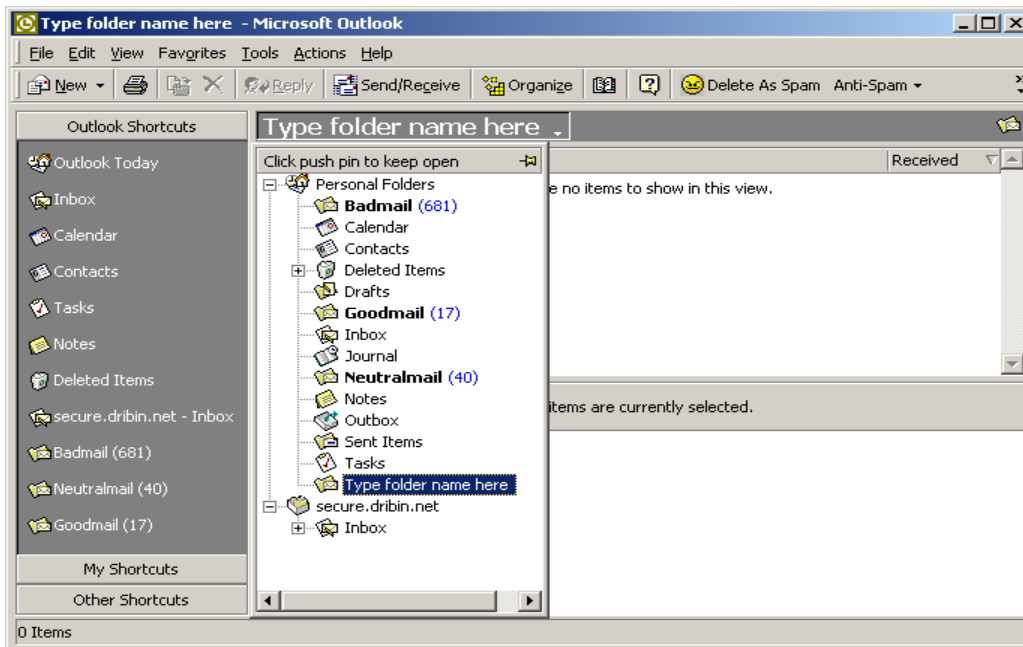 Type folder name here - Microsoft Outlook
File Edit View Favorites Tools Actions Help
New Reply Send/Receive Organize Delete As Spam Anti-Spam
Outlook Shortcuts
Type folder name here
Outlook Today
Inbox
Calendar
Contacts
Tasks
Notes
Deleted Items
secure.dribin.net - Inbox
Badmail (681)
Neutralmail (40)
Goodmail (17)
My Shortcuts
Other Shortcuts
Click push pin to keep open
Personal Folders
Badmail (681)
Calendar
Contacts
Deleted Items
Drafts
Goodmail (17)
Inbox
Journal
Neutralmail (40)
Notes
Outbox
Sent Items
Tasks
Type folder name here
secure.dribin.net
Inbox
Received
e no items to show in this view.
items are currently selected.
0 Items